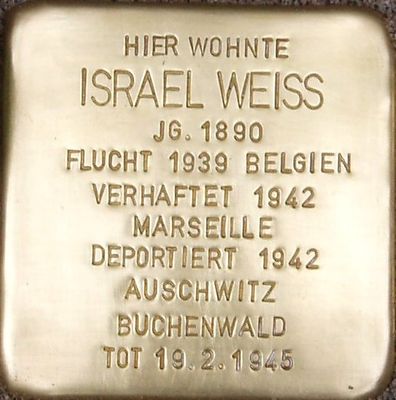 HIER WOHNTE
ISRAEL WEISS
JG. 1890
FLUCHT 1939 BELGIEN
VERHAFTET 1942
MARSEILLE
DEPORTIERT 1942
AUSCHWITZ
BUCHENWALD
TOT 19.2.1945